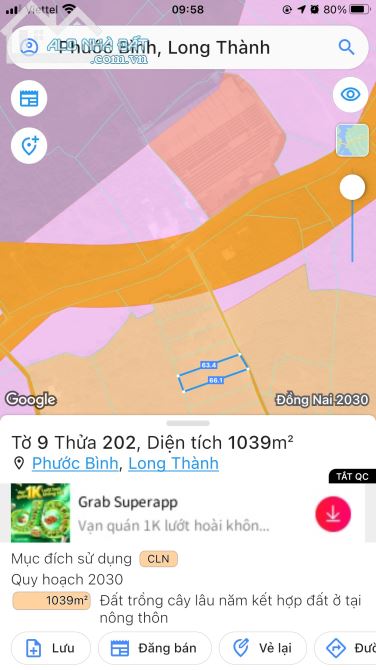 Viettel 09:58 80%
ALO NHÀ ĐẤT
.com.vn
Phước Bình, Long Thành
63.4
66.1
Google Đồng Nai 2030
Tờ 9 Thửa 202, Diện tích 1039m²
Phước Bình, Long Thành
TẮT QC
1K
Grab Superapp
Vạn quán 1K lướt hoài khôn...
Mục đích sử dụng CLN
Quy hoạch 2030
1039m² Đất trồng cây lâu năm kết hợp đất ở tại
nông thôn
Lưu Đăng bán Vẽ lại Đườ